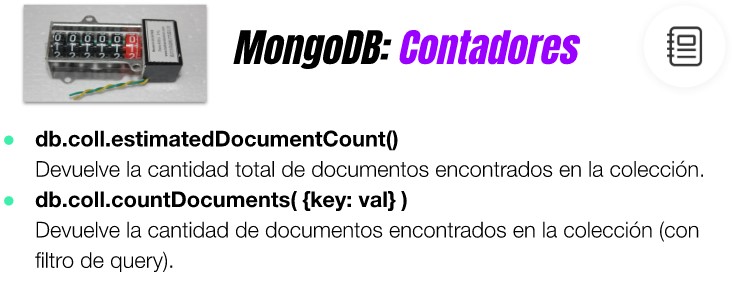 MongoDB: Contadores
db.coll.estimatedDocumentCount()
Devuelve la cantidad total de documentos encontrados en la colección.
db.coll.countDocuments( {key: val} )
Devuelve la cantidad de documentos encontrados en la colección (con
filtro de query).